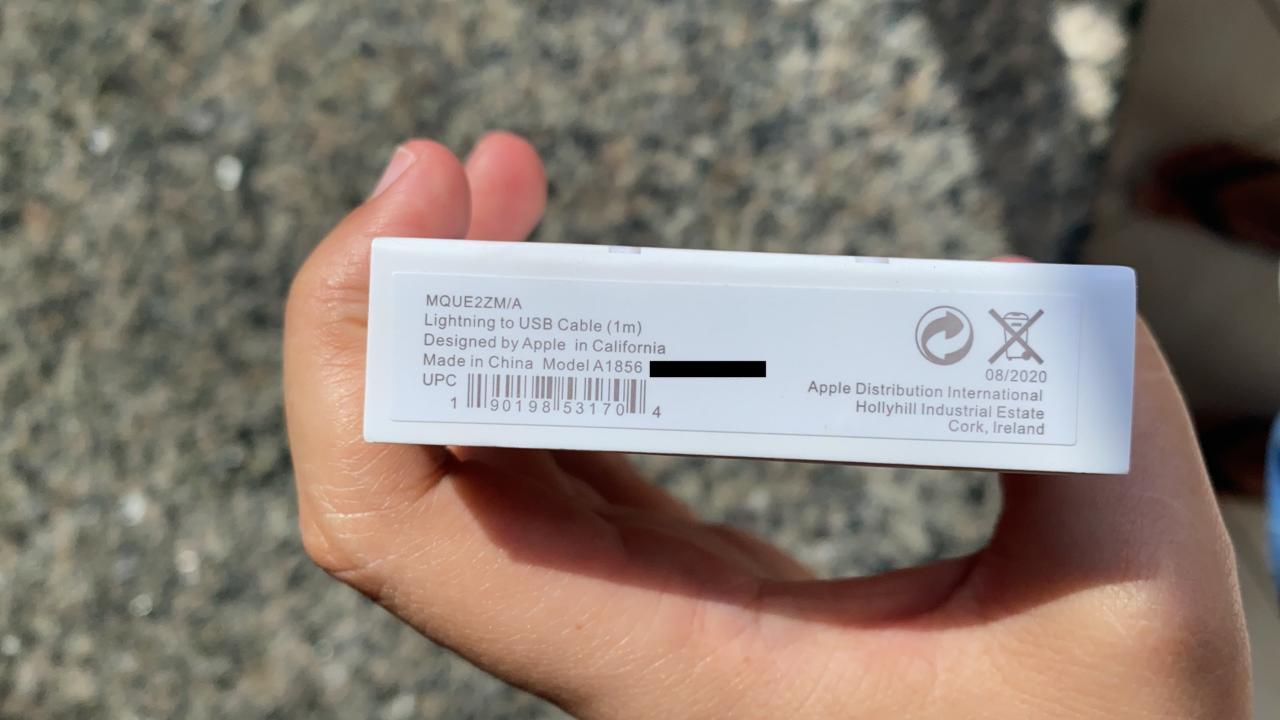 MQUE2ZM/A
Lightning to USB Cable (1m)
Designed by Apple in California
Made in China Model A1856
UPC
1 90198 53170 4
08/2020
Apple Distribution International
Hollyhill Industrial Estate
Cork, Ireland